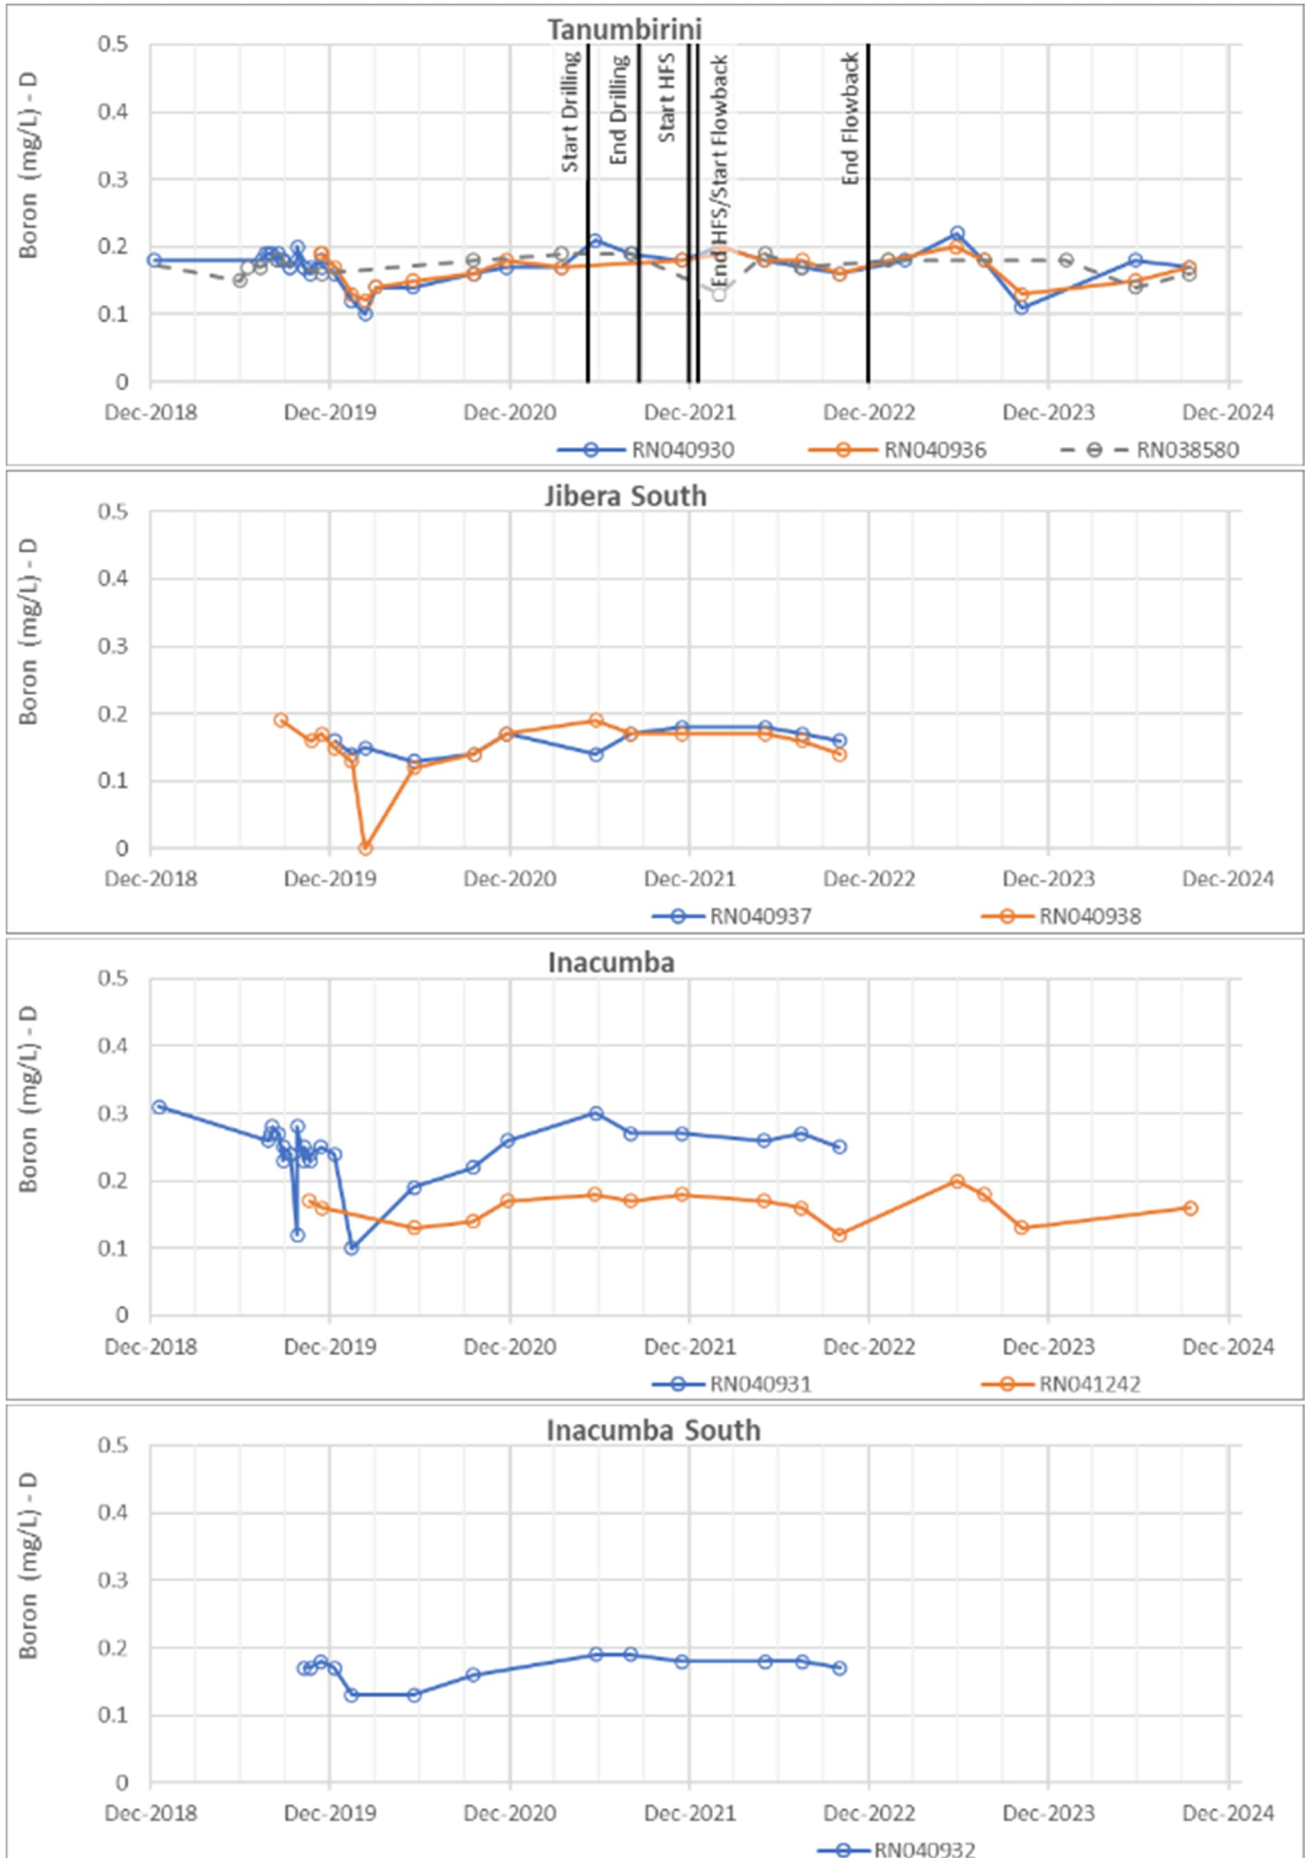 Tanumbirini
Boron (mg/L) - D
0.5
0.4
0.3
0.2
0.1
0
Start Drilling
End Drilling
Start HFS
End HFS/Start Flowback
End Flowback
Dec-2018 Dec-2019 Dec-2020 Dec-2021 Dec-2022 Dec-2023 Dec-2024
RN040930 RN040936 RN038580
Jibera South
Boron (mg/L) - D
0.5
0.4
0.3
0.2
0.1
0
Dec-2018 Dec-2019 Dec-2020 Dec-2021 Dec-2022 Dec-2023 Dec-2024
RN040937 RN040938
Inacumba
Boron (mg/L) - D
0.5
0.4
0.3
0.2
0.1
0
Dec-2018 Dec-2019 Dec-2020 Dec-2021 Dec-2022 Dec-2023 Dec-2024
RN040931 RN041242
Inacumba South
Boron (mg/L) - D
0.5
0.4
0.3
0.2
0.1
0
Dec-2018 Dec-2019 Dec-2020 Dec-2021 Dec-2022 Dec-2023 Dec-2024
RN040932